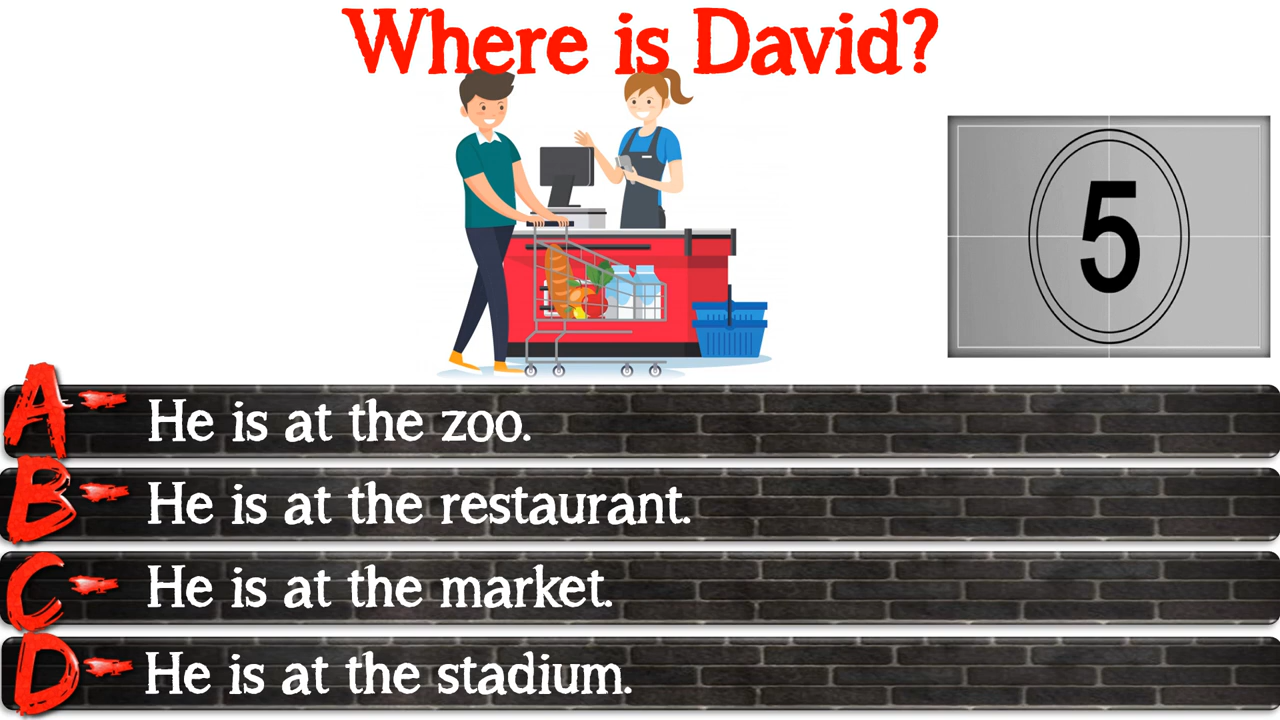 Where is David?
5
A- He is at the zoo.
B- He is at the restaurant.
C- He is at the market.
D- He is at the stadium.